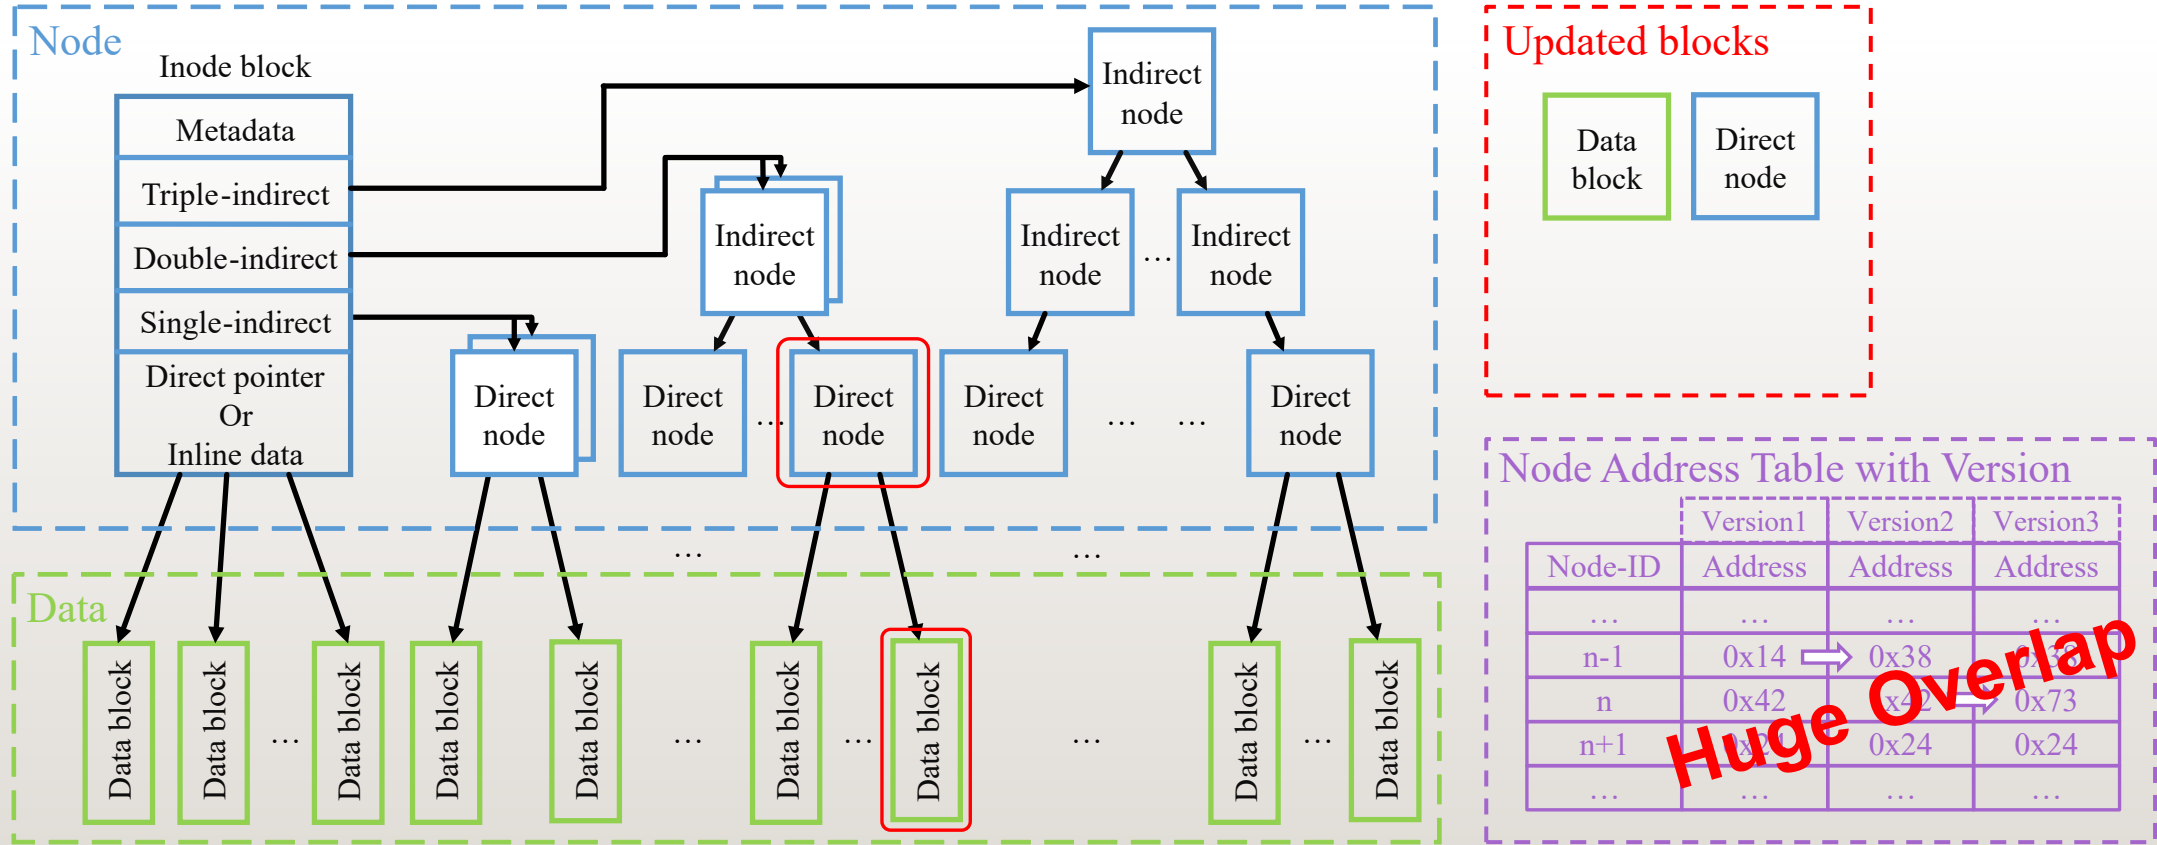 Node
Inode block
Metadata
Triple-indirect
Double-indirect
Single-indirect
Direct pointer
Or
Inline data
Indirect
node
Indirect
node
Indirect
node
...
Indirect
node
Direct
node
Direct
node
...
Direct
node
Direct
node
... ...
Direct
node
... ...
Data
Data block
Data block
...
Data block
Data block
Data block
...
Data block
...
Data block
...
Data block
...
Data block
Updated blocks
Data
block
Direct
node
Node Address Table with Version
Version1 Version2 Version3
Node-ID Address Address Address
... ... ... ...
n-1 0x14 0x38 0x38
n 0x42 0x42 0x73
n+1 0x24 0x24 0x24
... ... ... ...
Huge Overlap